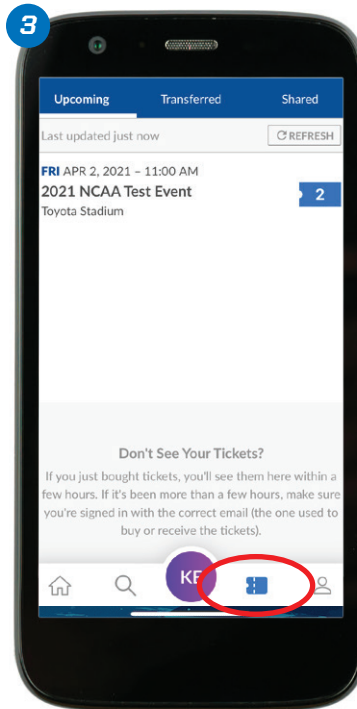 3
Upcoming Transferred Shared
Last updated just now REFRESH
FRI APR 2, 2021 – 11:00 AM
2021 NCAA Test Event 2
Toyota Stadium
Don't See Your Tickets?
If you just bought tickets, you'll see them here within a
few hours. If it's been more than a few hours, make sure
you're signed in with the correct email (the one used to
buy or receive the tickets).